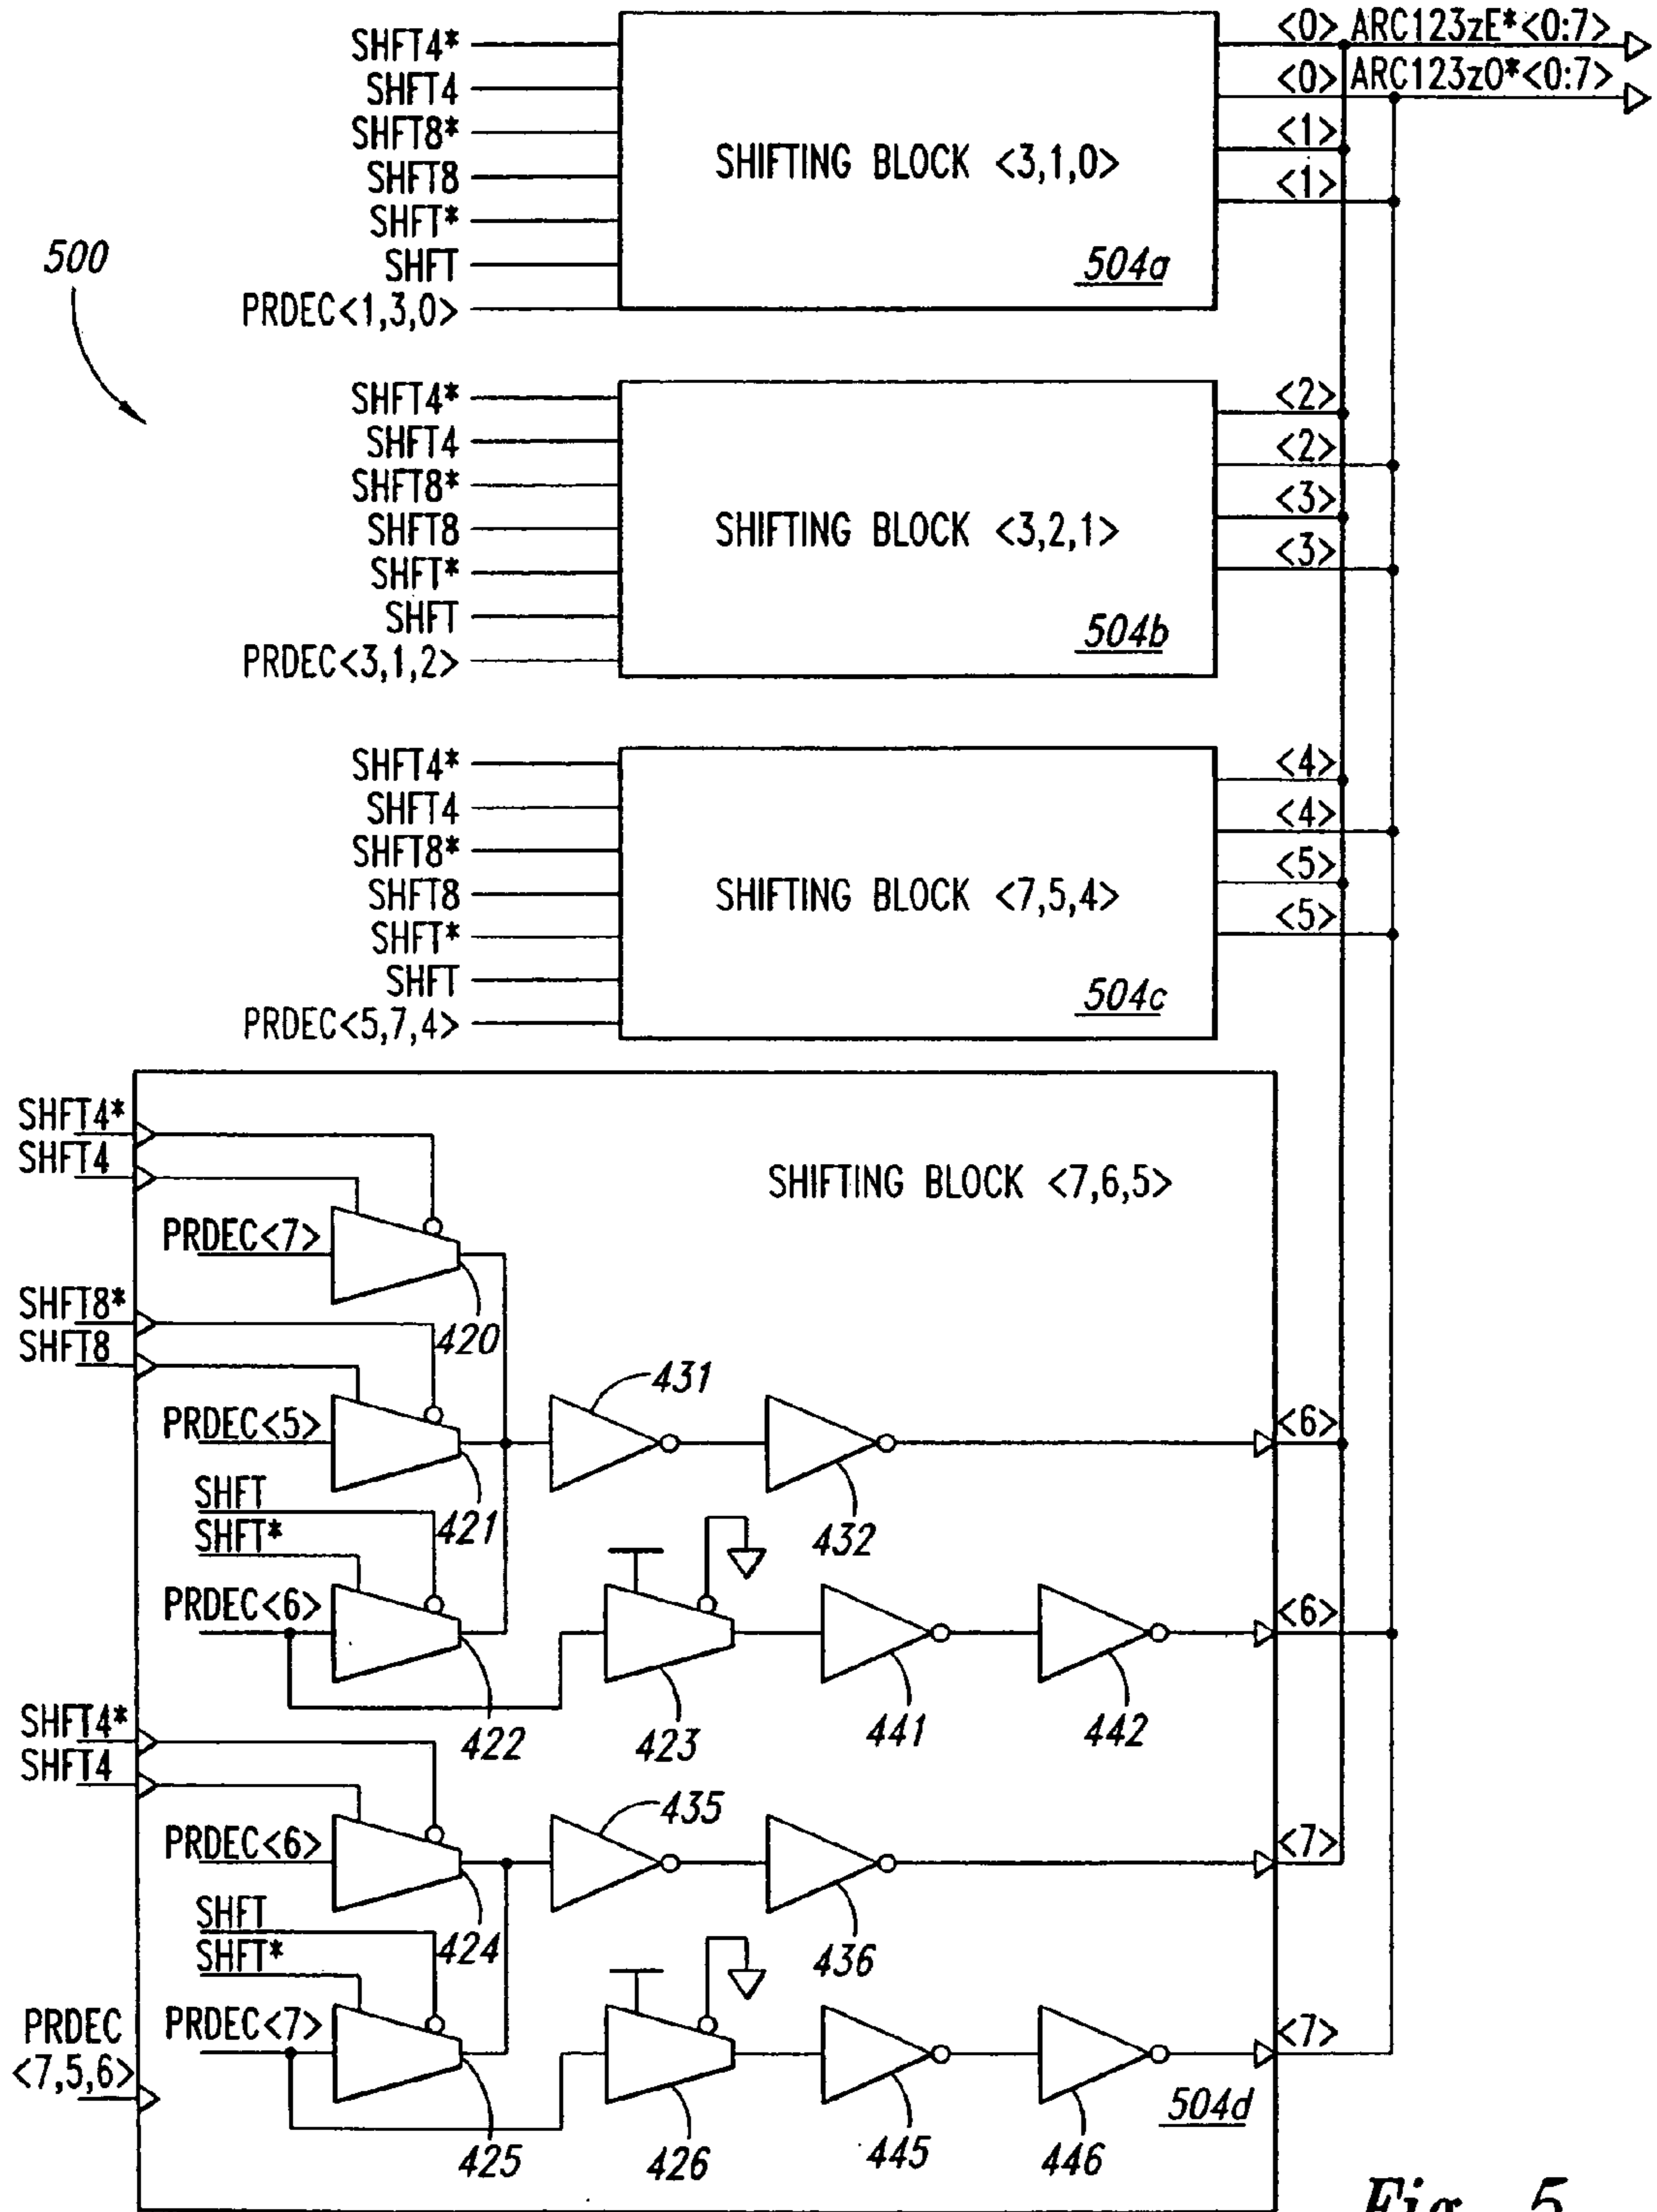 500
SHFT4*
SHFT4
SHFT8*
SHFT8
SHFT*
SHFT
PRDEC<1,3,0>
SHIFTING BLOCK <3,1,0>
504a
<0>
ARC123zE*<0:7>
<0>
ARC123zO*<0:7>
<1>
<1>
SHFT4*
SHFT4
SHFT8*
SHFT8
SHFT*
SHFT
PRDEC<3,1,2>
SHIFTING BLOCK <3,2,1>
504b
<2>
<2>
<3>
<3>
SHFT4*
SHFT4
SHFT8*
SHFT8
SHFT*
SHFT
PRDEC<5,7,4>
SHIFTING BLOCK <7,5,4>
504c
<4>
<4>
<5>
<5>
SHIFTING BLOCK <7,6,5>
SHFT4*
SHFT4
PRDEC<7>
420
SHFT8*
SHFT8
PRDEC<5>
421
431
432
<6>
SHFT
SHFT*
PRDEC<6>
422
423
441
442
<6>
SHFT4*
SHFT4
PRDEC<6>
424
435
436
<7>
SHFT
SHFT*
PRDEC<7>
425
426
445
446
<7>
PRDEC
<7,5,6>
504d
Fig. 5